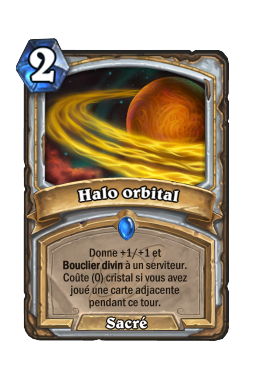 2
Halo orbital
Donne +1/+1 et
Bouclier divin à un serviteur.
Coûte (0) cristal si vous avez
joué une carte adjacente
pendant ce tour.
Sacré